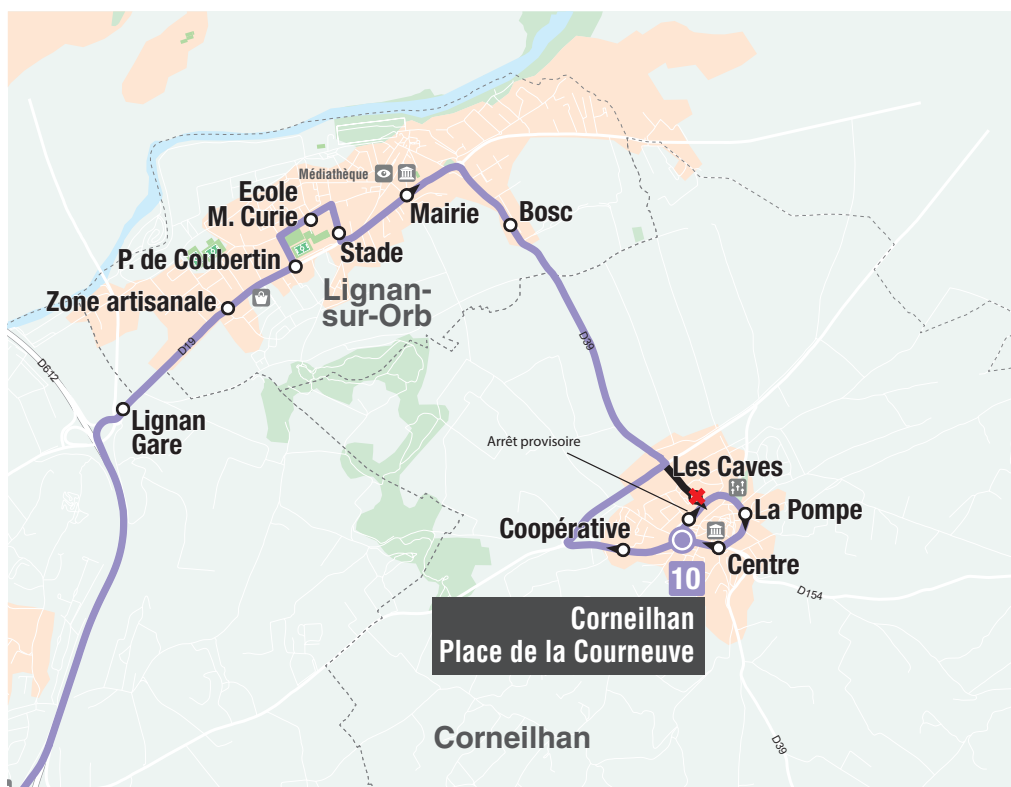 Médiathèque
Ecole
M. Curie
Mairie
Bosc
Stade
P. de Coubertin
Lignan-
sur-Orb
Zone artisanale
D19
D39
D612
Lignan
Gare
Arrêt provisoire
Les Caves
La Pompe
Coopérative
Centre
10
D154
Corneilhan
Place de la Courneuve
Corneilhan
D39